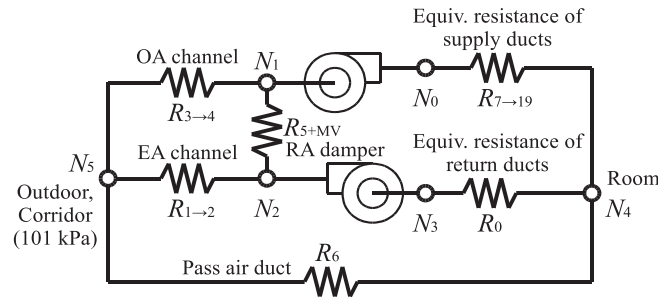 Equiv. resistance of
supply ducts
OA channel
N1
R3→4
N0
R7→19
R5+MV
RA damper
Equiv. resistance of
return ducts
EA channel
N5
Outdoor,
Corridor
(101 kPa)
R1→2
N2
N3
R0
Room
N4
R6
Pass air duct